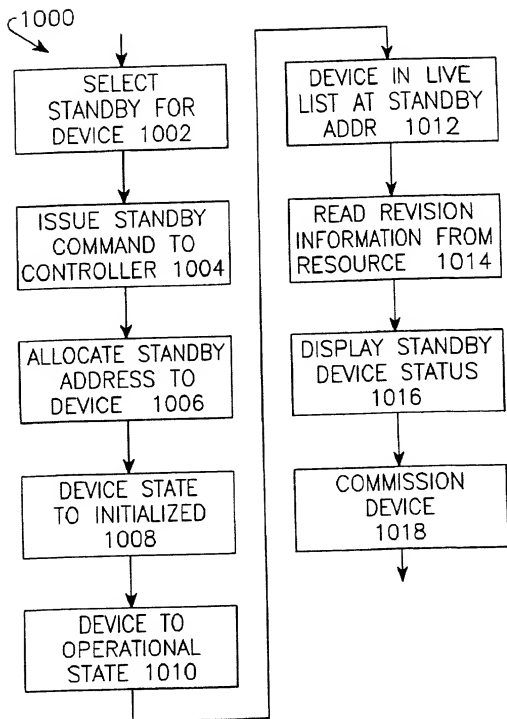 1000
SELECT
STANDBY FOR
DEVICE 1002
ISSUE STANDBY
COMMAND TO
CONTROLLER 1004
ALLOCATE STANDBY
ADDRESS TO
DEVICE 1006
DEVICE STATE
TO INITIALIZED
1008
DEVICE TO
OPERATIONAL
STATE 1010
DEVICE IN LIVE
LIST AT STANDBY
ADDR 1012
READ REVISION
INFORMATION FROM
RESOURCE 1014
DISPLAY STANDBY
DEVICE STATUS
1016
COMMISSION
DEVICE
1018